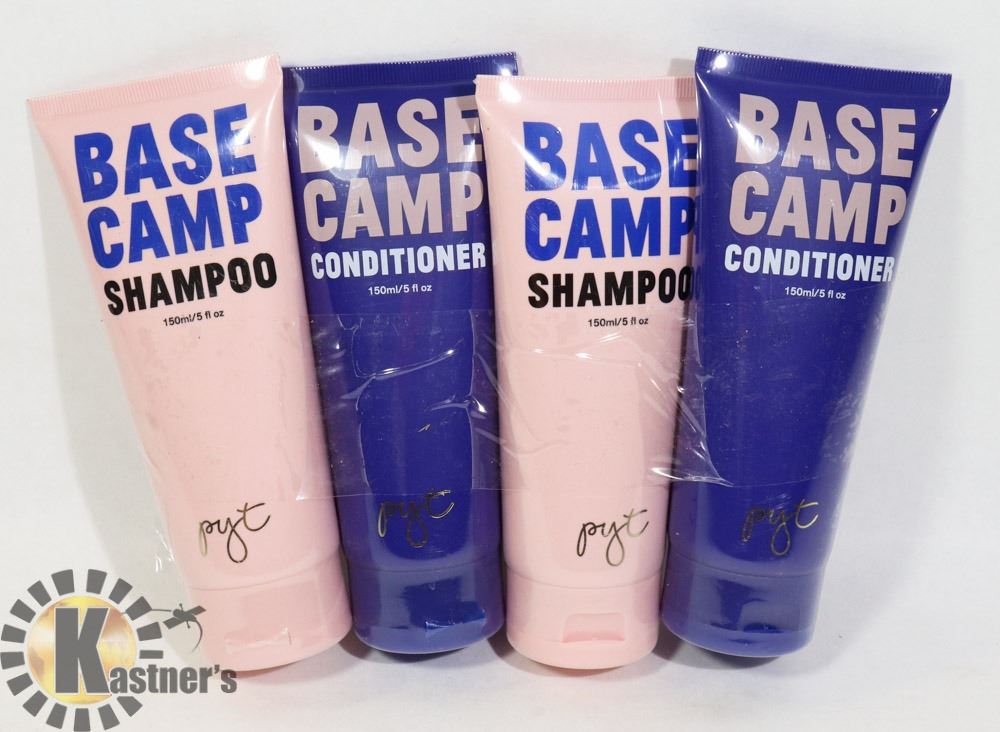 BASE
CAMP
SHAMPOO
150ml/5 fl oz
pyt
BASE
CAMP
CONDITIONER
150ml/5 fl oz
pyt
BASE
CAMP
SHAMPOO
150ml/5 fl oz
pyt
BASE
CAMP
CONDITIONER
150ml/5 fl oz
pyt
Kastner's